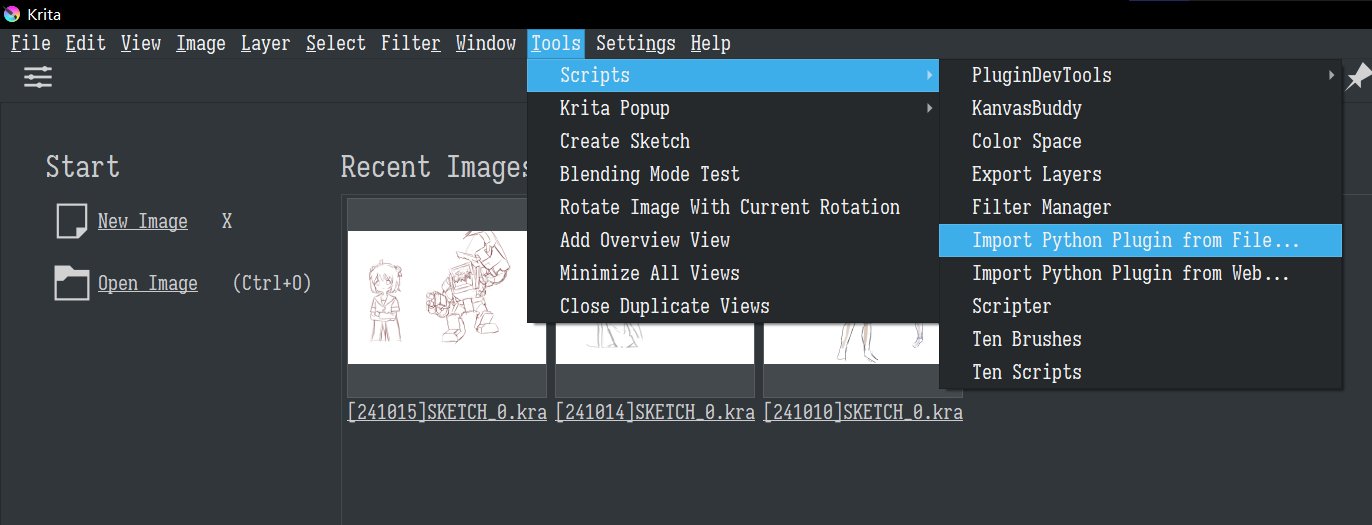 Krita
File Edit View Image Layer Select Filter Window Tools Settings Help
Scripts
Krita Popup
Create Sketch
Blending Mode Test
Rotate Image With Current Rotation
Add Overview View
Minimize All Views
Close Duplicate Views
PluginDevTools
KanvasBuddy
Color Space
Export Layers
Filter Manager
Import Python Plugin from File...
Import Python Plugin from Web...
Scripter
Ten Brushes
Ten Scripts
Start
New Image X
Open Image (Ctrl+O)
Recent Images
[241015]SKETCH_0.kra [241014]SKETCH_0.kra [241010]SKETCH_0.kra